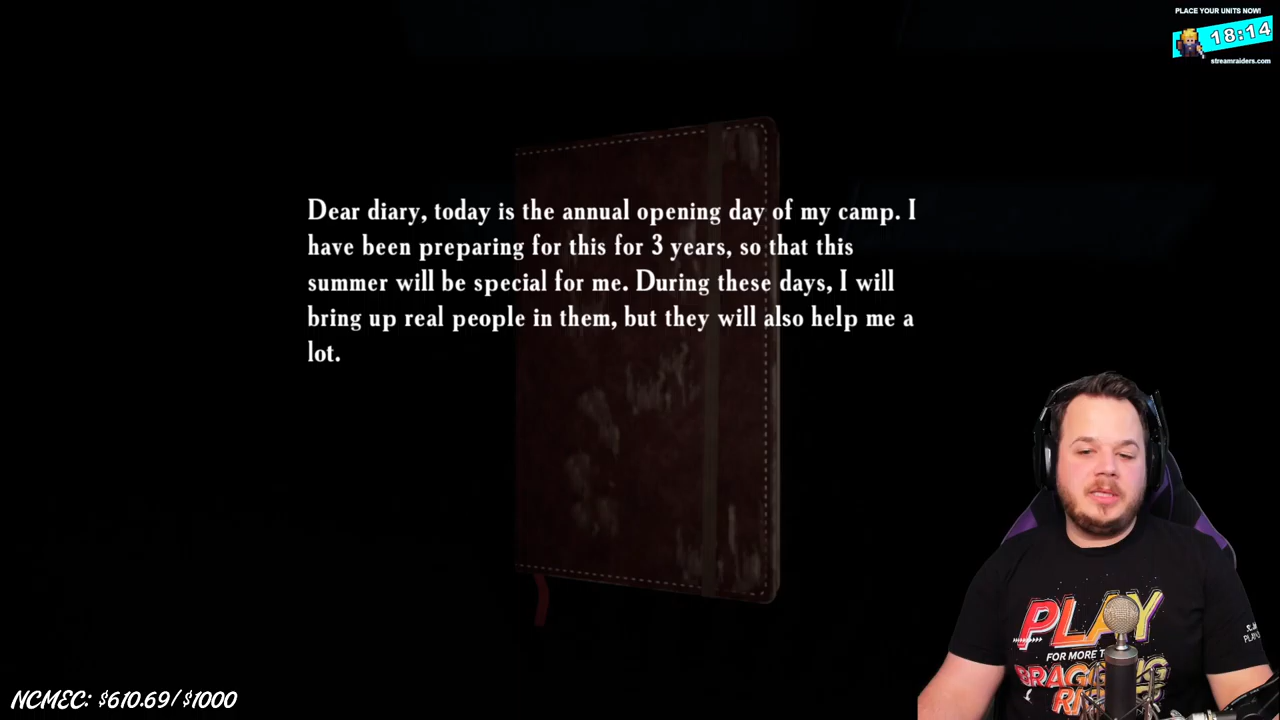 PLACE YOUR UNITS NOW!
18:14
streamraiders.com
Dear diary, today is the annual opening day of my camp. I
have been preparing for this for 3 years, so that this
summer will be special for me. During these days, I will
bring up real people in them, but they will also help me a
lot.
PLAY
FOR MORE
NCMEC: $610.69/$1000